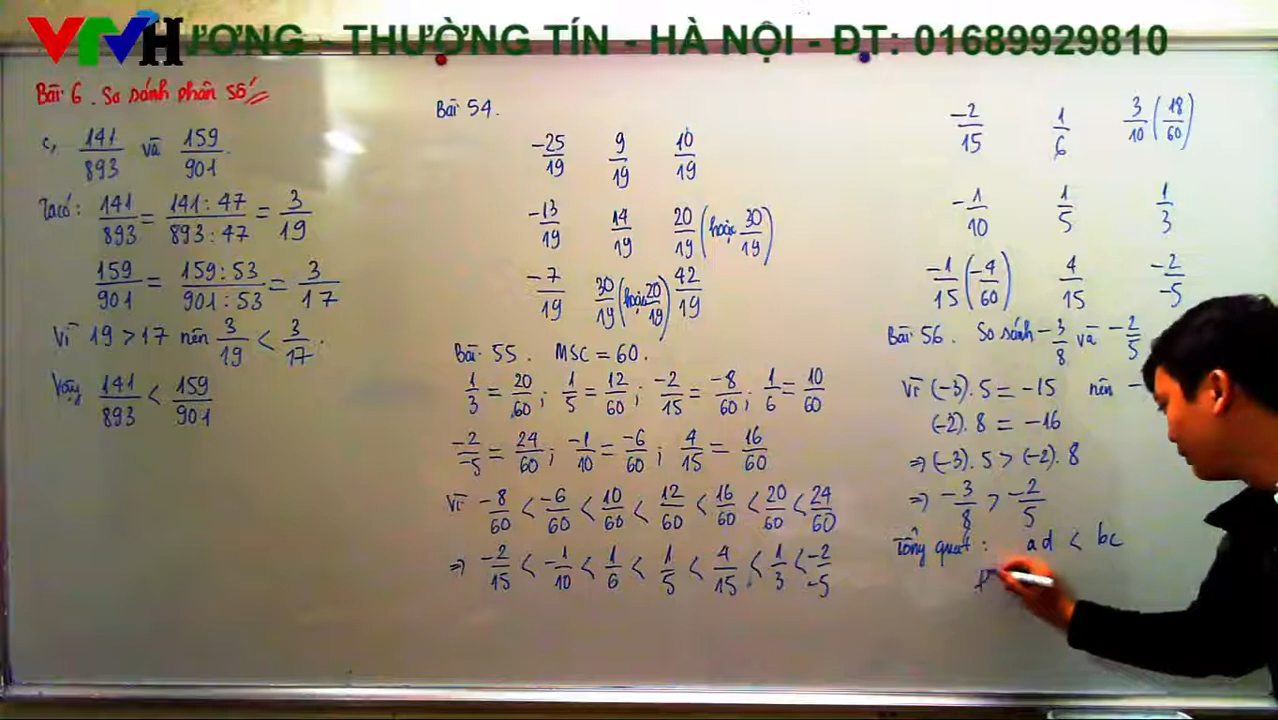 VTVH
ƯƠNG - THƯỜNG TÍN - HÀ NỘI - ĐT: 01689929810
Bài 6. So sánh phân số
c, 141/893 và 159/901.
Ta có: 141/893 = 141:47/893:47 = 3/19
159/901 = 159:53/901:53 = 3/17
Vì 19 > 17 nên 3/19 < 3/17.
Vậy 141/893 < 159/901
Bài 54.
-25/19 9/19 10/19
-13/19 14/19 20/19 (hoặc 30/19)
-7/19 30/19 (hoặc 20/19) 42/19
Bài 55. MSC = 60.
1/3 = 20/60; 1/5 = 12/60; -2/15 = -8/60; 1/6 = 10/60
-2/-5 = 24/60; -1/10 = -6/60; 4/15 = 16/60
Vì -8/60 < -6/60 < 10/60 < 12/60 < 16/60 < 20/60 < 24/60
⇒ -2/15 < -1/10 < 1/6 < 1/5 < 4/15 < 1/3 < -2/-5
-2/15 1/6 3/10 (18/60)
-1/10 1/5 1/3
-1/15 (-4/60) 4/15 -2/-5
Bài 56. So sánh -3/8 và -2/5
Vì (-3).5 = -15 nên -
(-2).8 = -16
⇒ (-3).5 > (-2).8
⇒ -3/8 > -2/5
Tổng quát: ad < bc